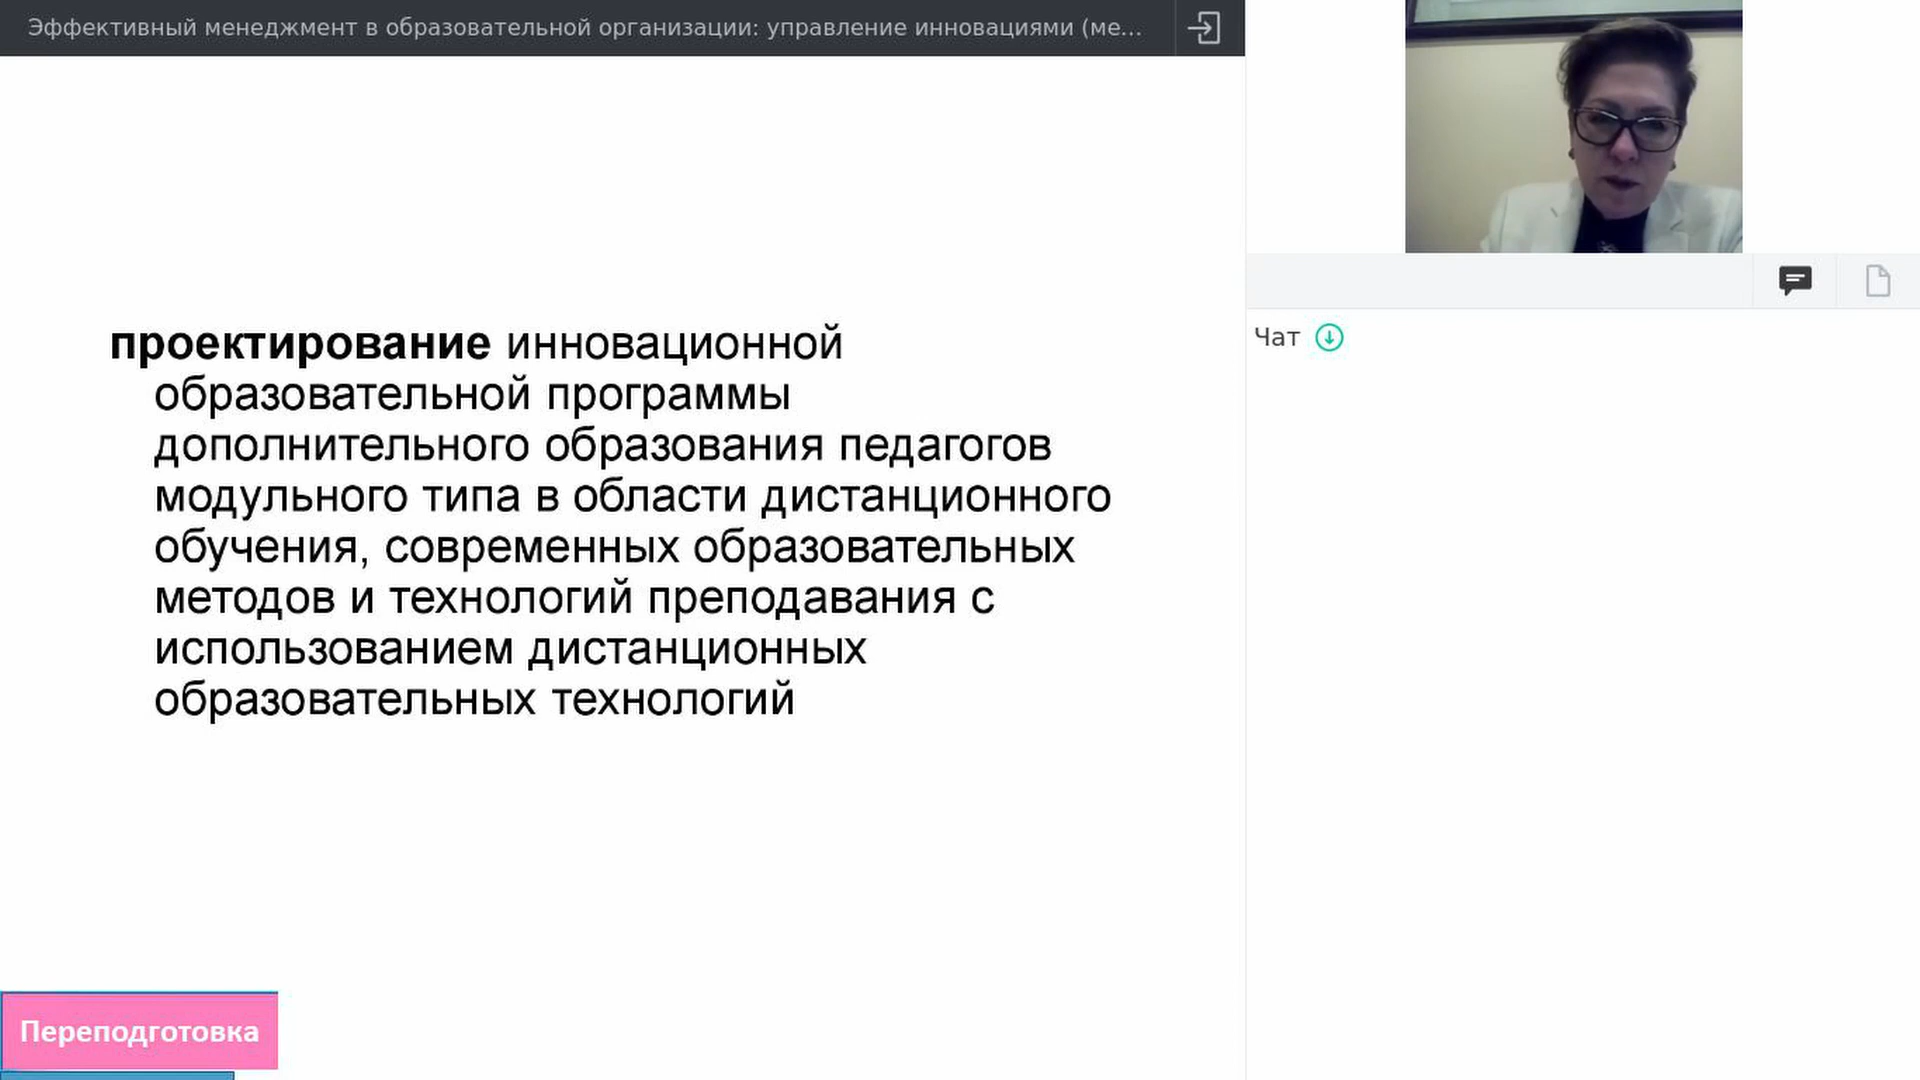 Эффективный менеджмент в образовательной организации: управление инновациями (ме...
проектирование инновационной
образовательной программы
дополнительного образования педагогов
модульного типа в области дистанционного
обучения, современных образовательных
методов и технологий преподавания с
использованием дистанционных
образовательных технологий
Чат
Переподготовка